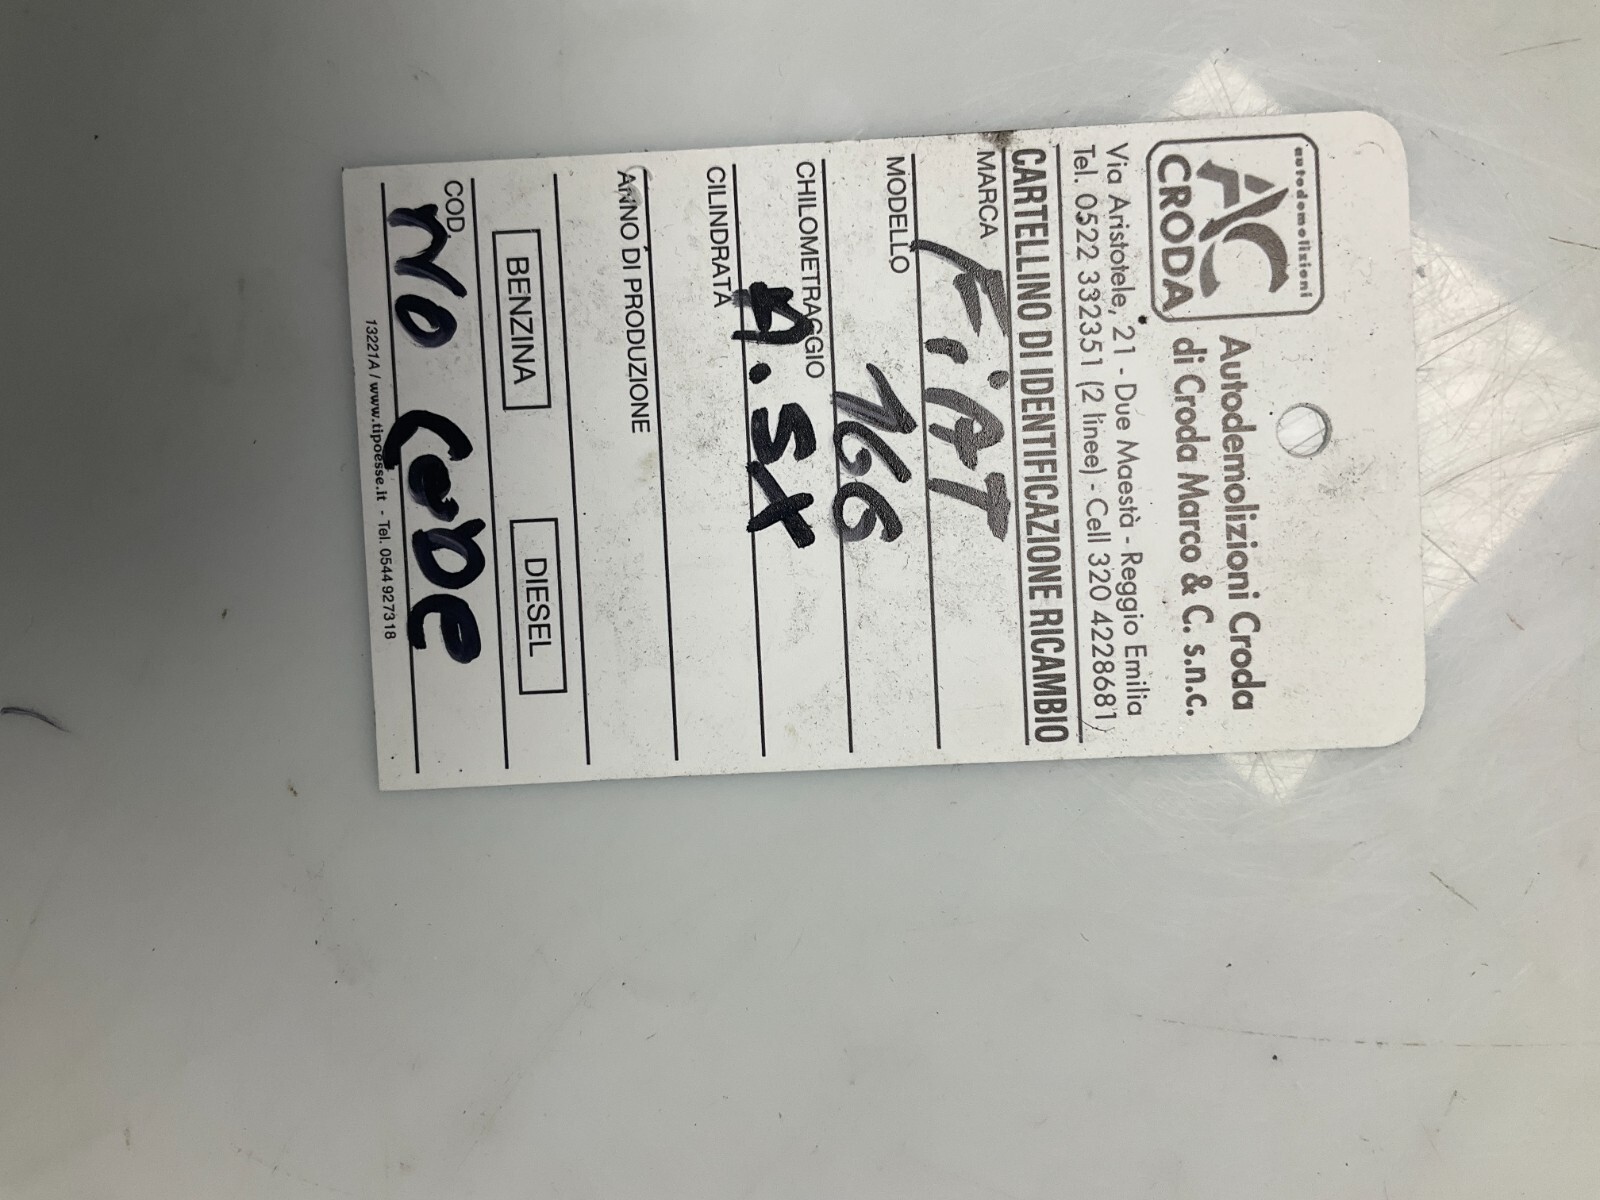 autodemolizioni
AC
CRODA
Autodemolizioni Croda
di Croda Marco & C. s.n.c.
Via Aristotele, 21 - Due Maestà - Reggio Emilia
Tel. 0522 332351 (2 linee) - Cell 320 4228681
CARTELLINO DI IDENTIFICAZIONE RICAMBIO
MARCA FiAT
MODELLO 166
CHILOMETRAGGIO A.SX
CILINDRATA
ANNO DI PRODUZIONE
BENZINA DIESEL
COD. NO CODE
13221A / www.tipoesse.it - Tel. 0544 927318